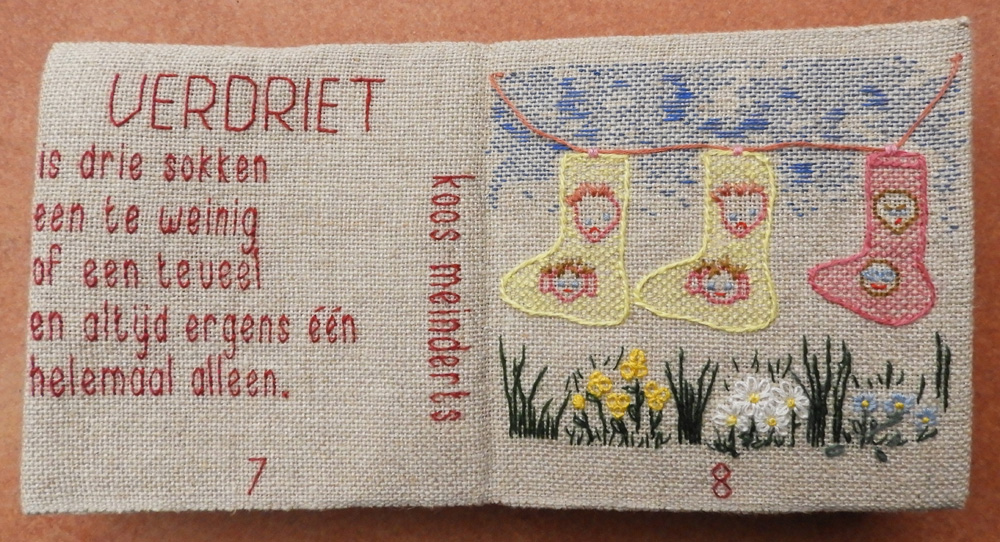 VERDRIET
is drie sokken
een te weinig
of een teveel
en altijd ergens één
helemaal alleen.
koos meinderts
7
8